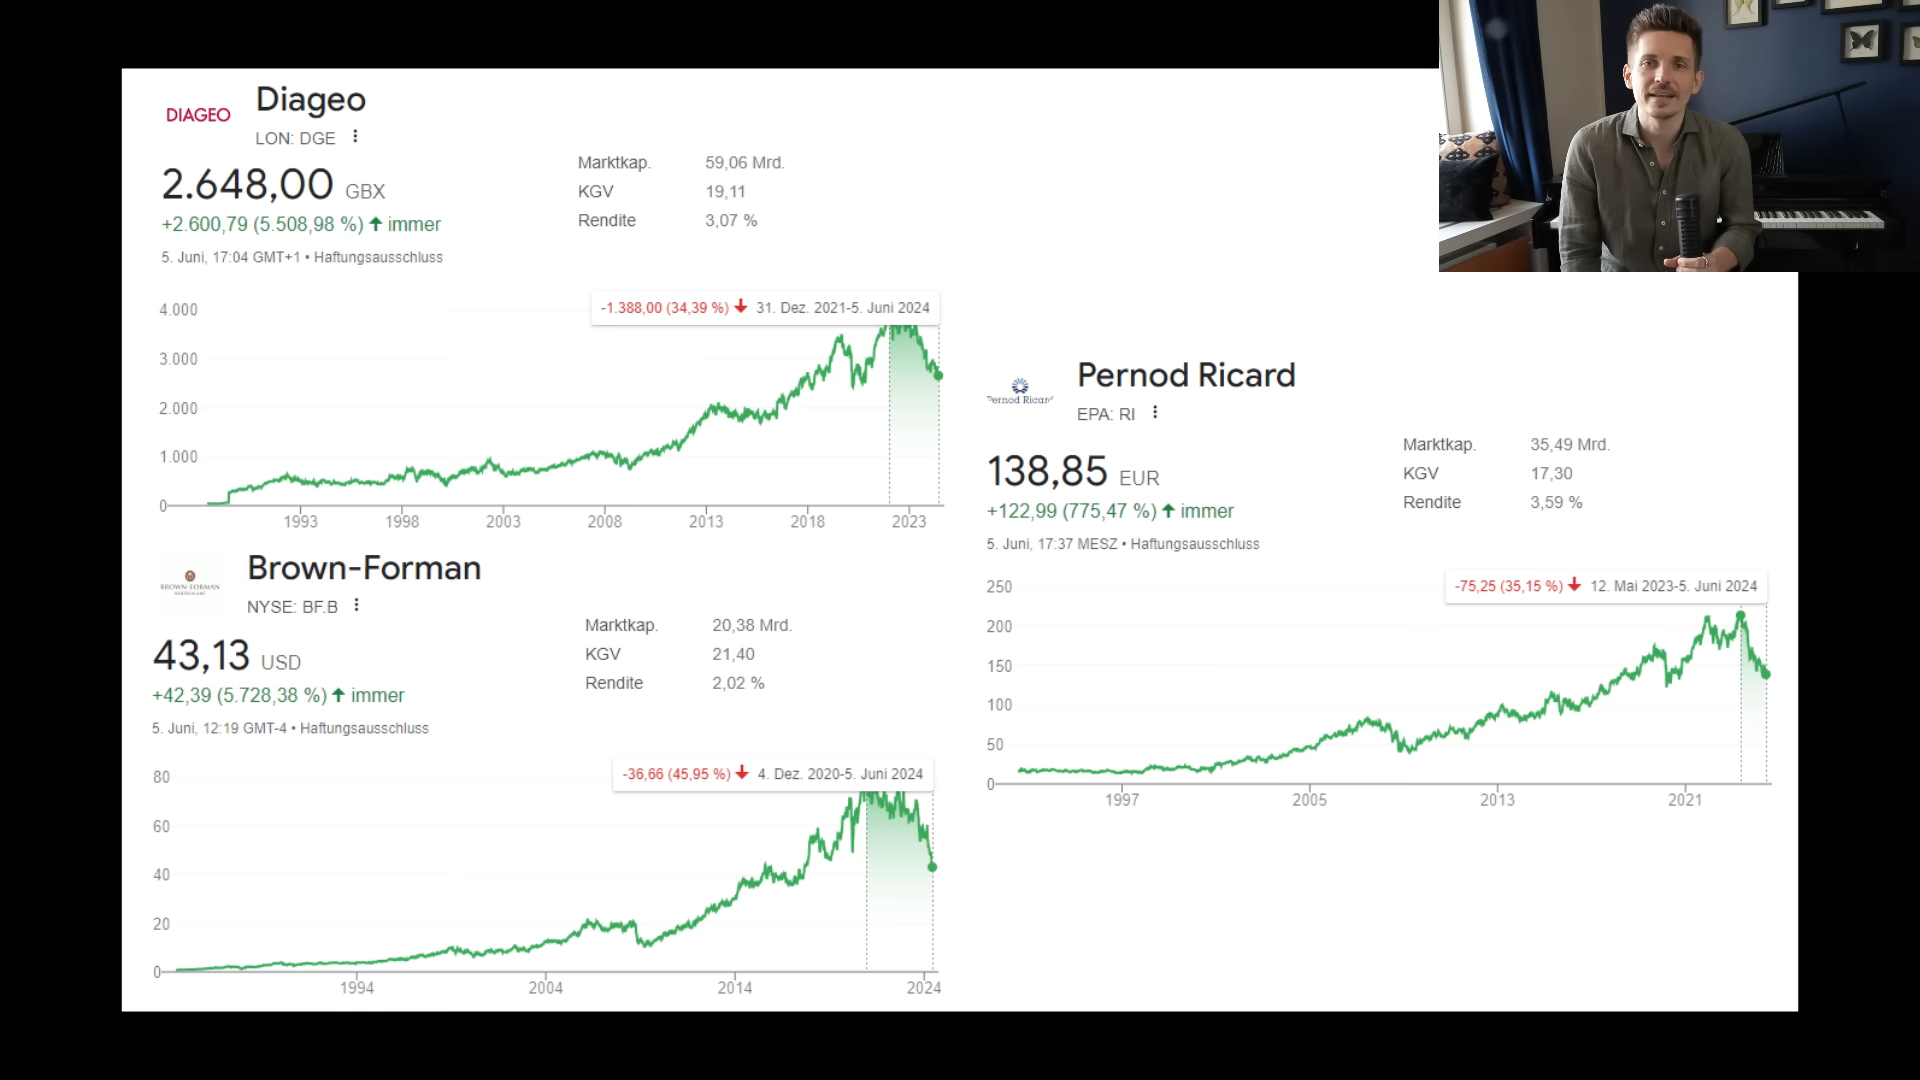 DIAGEO
Diageo
LON: DGE
2.648,00 GBX
+2.600,79 (5.508,98 %) immer
5. Juni, 17:04 GMT+1 • Haftungsausschluss
Marktkap. 59,06 Mrd.
KGV 19,11
Rendite 3,07 %
-1.388,00 (34,39 %) 31. Dez. 2021-5. Juni 2024
4.000
3.000
2.000
1.000
0
1993 1998 2003 2008 2013 2018 2023
BROWN-FORMAN
Brown-Forman
NYSE: BF.B
43,13 USD
+42,39 (5.728,38 %) immer
5. Juni, 12:19 GMT-4 • Haftungsausschluss
Marktkap. 20,38 Mrd.
KGV 21,40
Rendite 2,02 %
-36,66 (45,95 %) 4. Dez. 2020-5. Juni 2024
80
60
40
20
0
1994 2004 2014 2024
Pernod Ricard
Pernod Ricard
EPA: RI
138,85 EUR
+122,99 (775,47 %) immer
5. Juni, 17:37 MESZ • Haftungsausschluss
Marktkap. 35,49 Mrd.
KGV 17,30
Rendite 3,59 %
-75,25 (35,15 %) 12. Mai 2023-5. Juni 2024
250
200
150
100
50
0
1997 2005 2013 2021